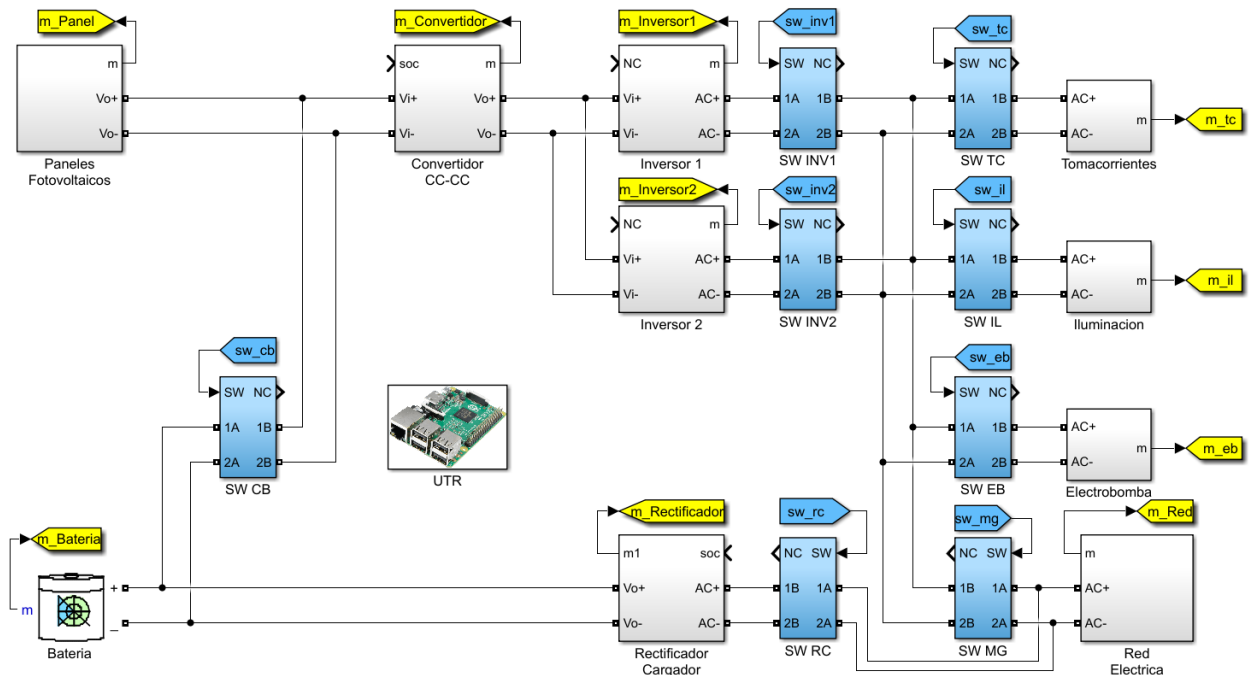 m_Panel
m
Vo+
Vo-
Paneles
Fotovoltaicos
m_Convertidor
soc
m
Vi+
Vo+
Vi-
Vo-
Convertidor
CC-CC
m_Inversor1
NC
m
Vi+
AC+
Vi-
AC-
Inversor 1
sw_inv1
SW
NC
1A
1B
2A
2B
SW INV1
sw_tc
SW
NC
1A
1B
2A
2B
SW TC
AC+
m
AC-
Tomacorrientes
m_tc
m_Inversor2
NC
m
Vi+
AC+
Vi-
AC-
Inversor 2
sw_inv2
SW
NC
1A
1B
2A
2B
SW INV2
sw_il
SW
NC
1A
1B
2A
2B
SW IL
AC+
m
AC-
Iluminacion
m_il
sw_cb
SW
NC
1A
1B
2A
2B
SW CB
UTR
sw_eb
SW
NC
1A
1B
2A
2B
SW EB
AC+
m
AC-
Electrobomba
m_eb
m_Bateria
m
+
_
Bateria
m_Rectificador
m1
soc
Vo+
AC+
Vo-
AC-
Rectificador
Cargador
sw_rc
NC
SW
1B
1A
2B
2A
SW RC
sw_mg
NC
SW
1B
1A
2B
2A
SW MG
m_Red
m
AC+
AC-
Red
Electrica